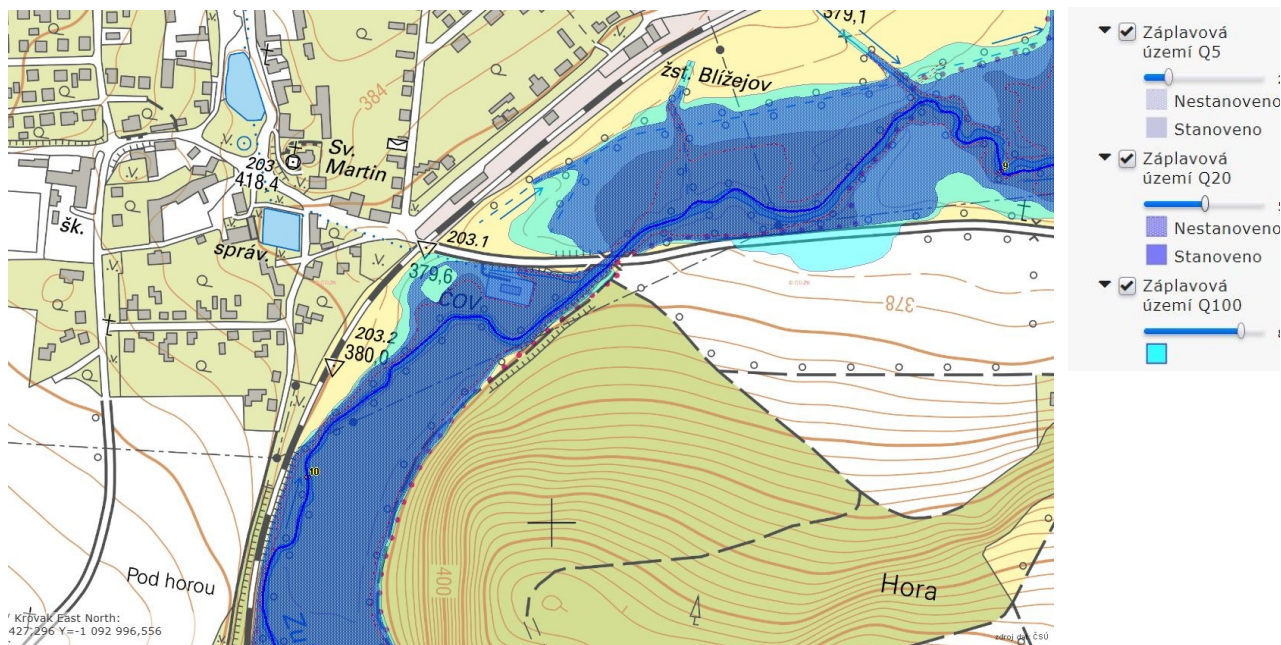 379,1
žst. Blížejov
384
Sv.
Martin
203
418,4
šk.
správ.
203.1
379,6
ČOV
203.2
380,0
378
9
10
400
Pod horou
Hora
Zu
Krovak East North:
427,296 Y=-1 092 996,556
zdroj dat ČSÚ
Záplavová
území Q5
Nestanoveno
Stanoveno
Záplavová
území Q20
Nestanoveno
Stanoveno
Záplavová
území Q100